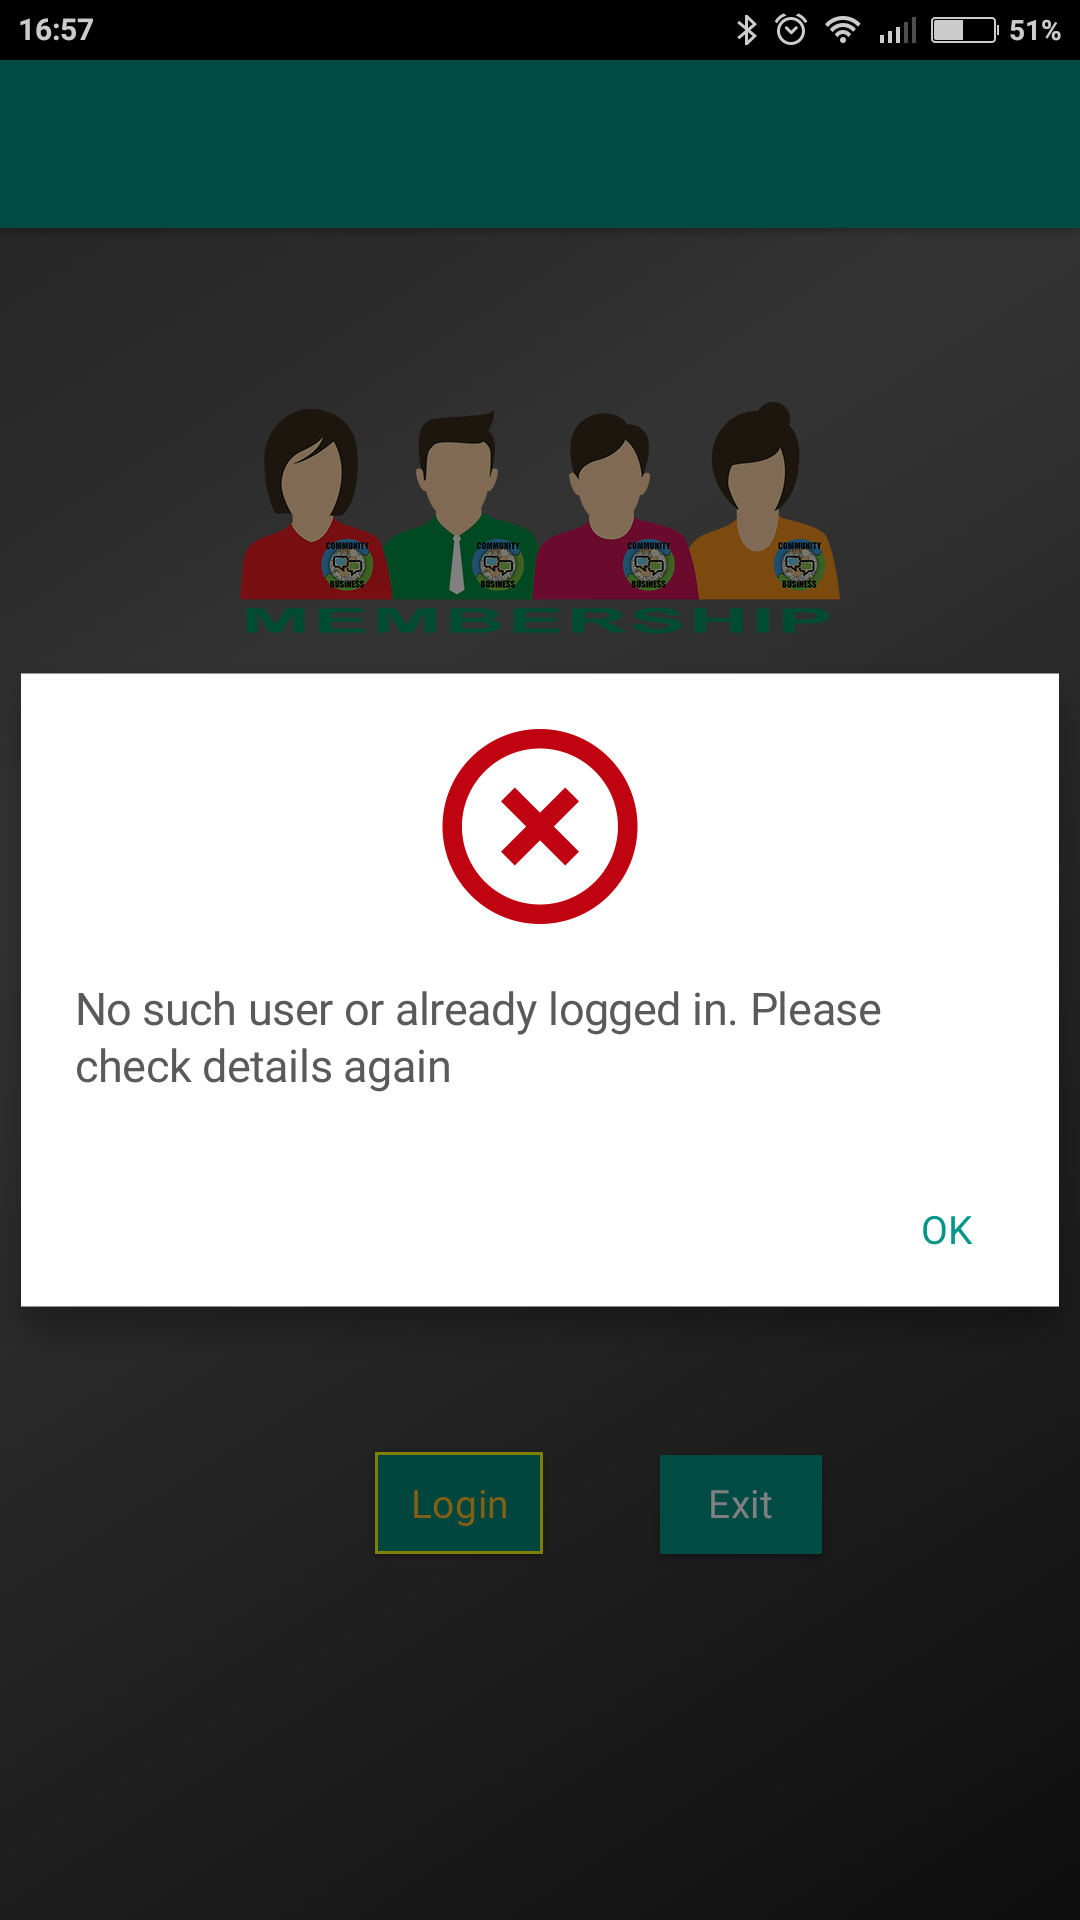 16:57
51%
COMMUNITY COMMUNITY COMMUNITY COMMUNITY
BUSINESS BUSINESS BUSINESS BUSINESS
MEMBERSHIP
No such user or already logged in. Please
check details again
OK
Login
Exit